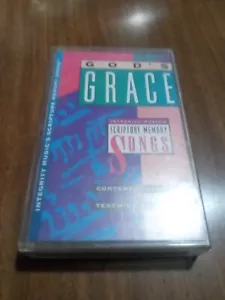 GOD'S
GRACE
INTEGRITY MUSIC'S
SCRIPTURE MEMORY
SONGS
INTEGRITY MUSIC'S SCRIPTURE MEMORY SONGS